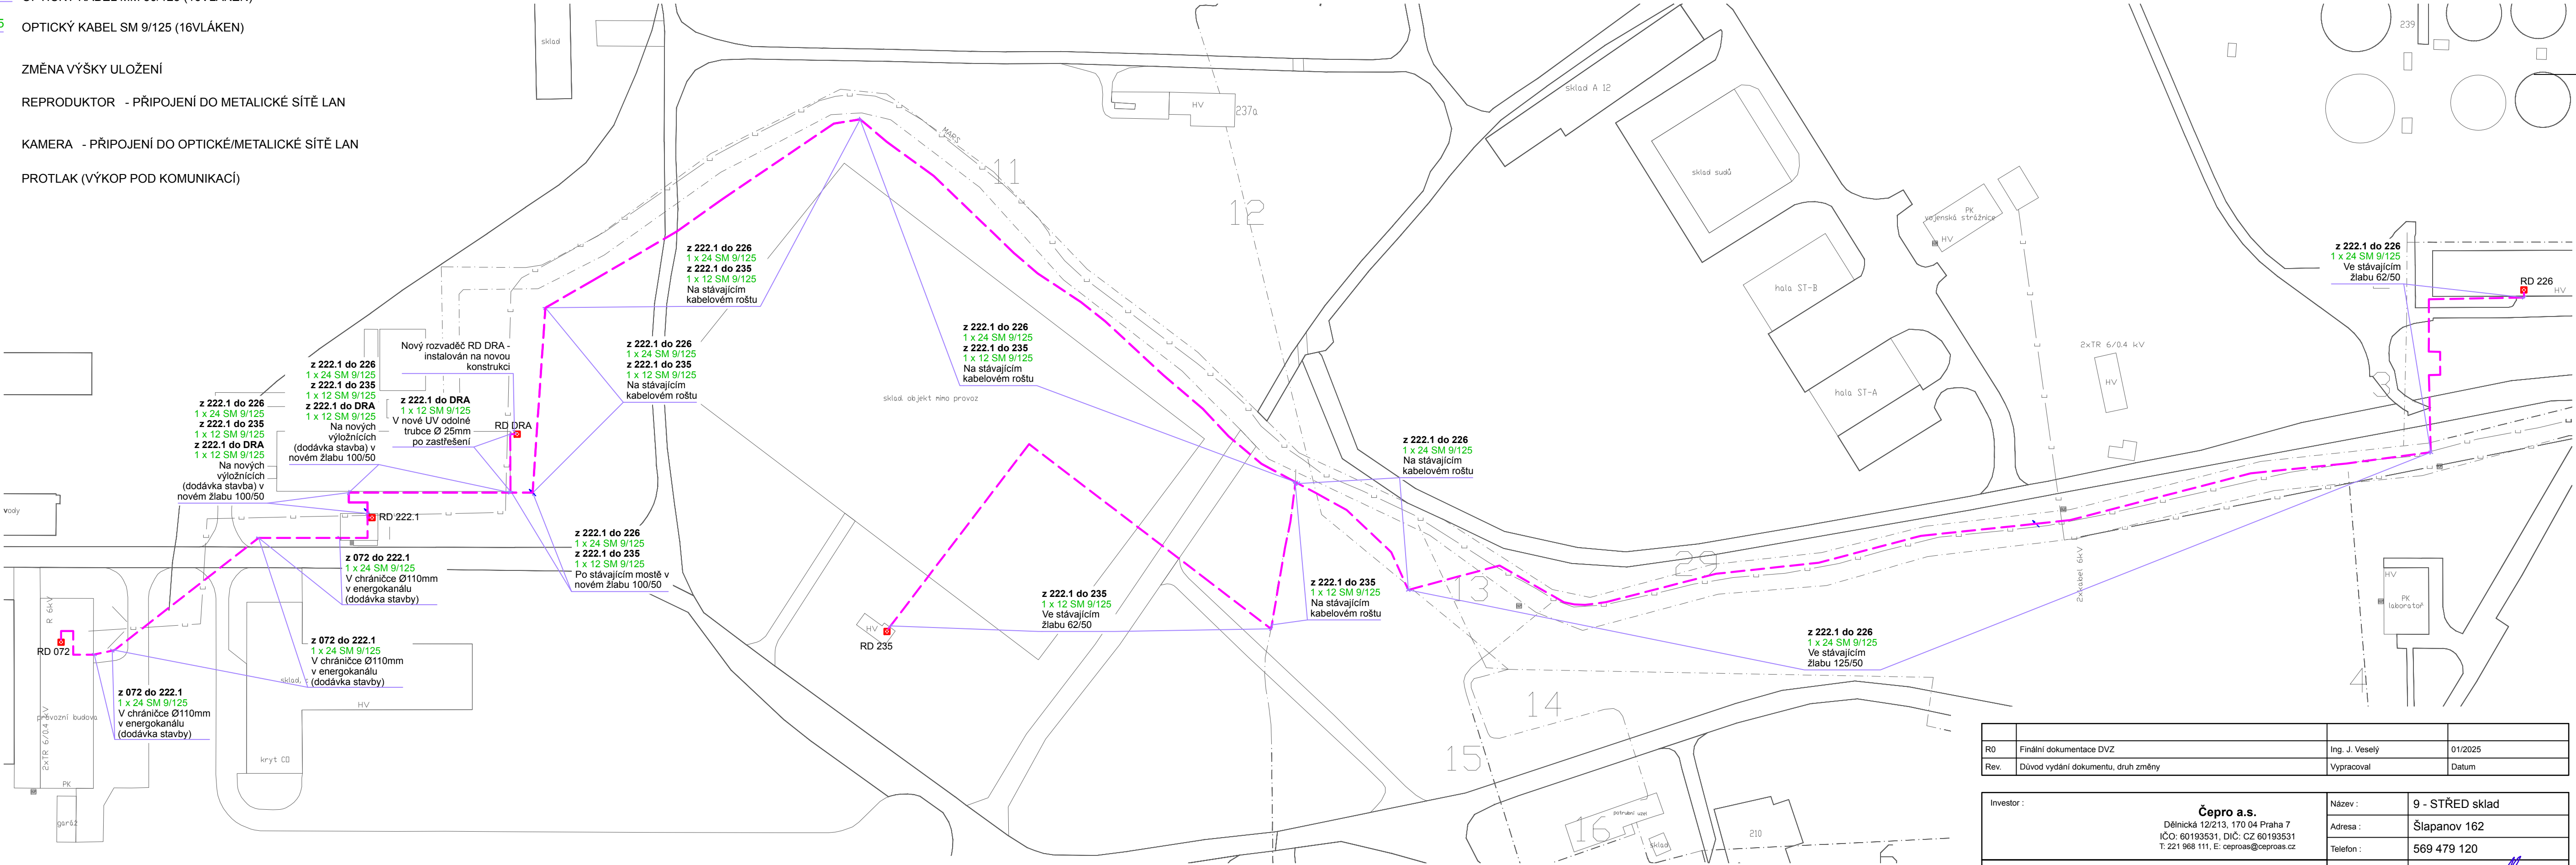 OPTICKÝ KABEL SM 9/125 (16VLÁKEN)
ZMĚNA VÝŠKY ULOŽENÍ
REPRODUKTOR - PŘIPOJENÍ DO METALICKÉ SÍTĚ LAN
KAMERA - PŘIPOJENÍ DO OPTICKÉ/METALICKÉ SÍTĚ LAN
PROTLAK (VÝKOP POD KOMUNIKACÍ)
sklad
HV
237a
MARS
11
12
sklad A 12
sklad sudů
PK
vojenská strážnice
HV
239
hala ST-B
hala ST-A
2xTR 6/0.4 kV
HV
3
z 222.1 do 226
1 x 24 SM 9/125
Ve stávajícím
žlabu 62/50
RD 226
HV
z 222.1 do 226
1 x 24 SM 9/125
z 222.1 do 235
1 x 12 SM 9/125
Na stávajícím
kabelovém roštu
z 222.1 do 226
1 x 24 SM 9/125
z 222.1 do 235
1 x 12 SM 9/125
Na stávajícím
kabelovém roštu
z 222.1 do 226
1 x 24 SM 9/125
z 222.1 do 235
1 x 12 SM 9/125
Na stávajícím
kabelovém roštu
Nový rozvaděč RD DRA -
instalován na novou
konstrukci
z 222.1 do 226
1 x 24 SM 9/125
z 222.1 do 235
1 x 12 SM 9/125
z 222.1 do DRA
1 x 12 SM 9/125
Na nových
výložnících
(dodávka stavba) v
novém žlabu 100/50
z 222.1 do DRA
1 x 12 SM 9/125
V nové UV odolné
trubce Ø 25mm
po zastřešení
RD DRA
z 222.1 do 226
1 x 24 SM 9/125
z 222.1 do 235
1 x 12 SM 9/125
z 222.1 do DRA
1 x 12 SM 9/125
Na nových
výložnících
(dodávka stavba) v
novém žlabu 100/50
sklad objekt mimo provoz
z 222.1 do 226
1 x 24 SM 9/125
Na stávajícím
kabelovém roštu
RD 222.1
z 222.1 do 226
1 x 24 SM 9/125
z 222.1 do 235
1 x 12 SM 9/125
Po stávajícím mostě v
novém žlabu 100/50
z 072 do 222.1
1 x 24 SM 9/125
V chráničce Ø110mm
v energokanálu
(dodávka stavby)
z 222.1 do 235
1 x 12 SM 9/125
Ve stávajícím
žlabu 62/50
z 222.1 do 235
1 x 12 SM 9/125
Na stávajícím
kabelovém roštu
13
29
2xkabel 6kV
HV
PK
laboratoř
R 6kV
RD 072
z 072 do 222.1
1 x 24 SM 9/125
V chráničce Ø110mm
v energokanálu
(dodávka stavby)
HV
RD 235
z 222.1 do 226
1 x 24 SM 9/125
Ve stávajícím
žlabu 125/50
z 072 do 222.1
1 x 24 SM 9/125
V chráničce Ø110mm
v energokanálu
(dodávka stavby)
sklad,
HV
provozní budova
2xTR 6/0.4 kV
PK
garáž
kryt CO
14
15
16
4
potrubní uzel
sklad
210
R0 Finální dokumentace DVZ Ing. J. Veselý 01/2025
Rev. Důvod vydání dokumentu, druh změny Vypracoval Datum
Investor :
Čepro a.s.
Dělnická 12/213, 170 04 Praha 7
IČO: 60193531, DIČ: CZ 60193531
T: 221 968 111, E: ceproas@ceproas.cz
Název : 9 - STŘED sklad
Adresa : Šlapanov 162
Telefon : 569 479 120